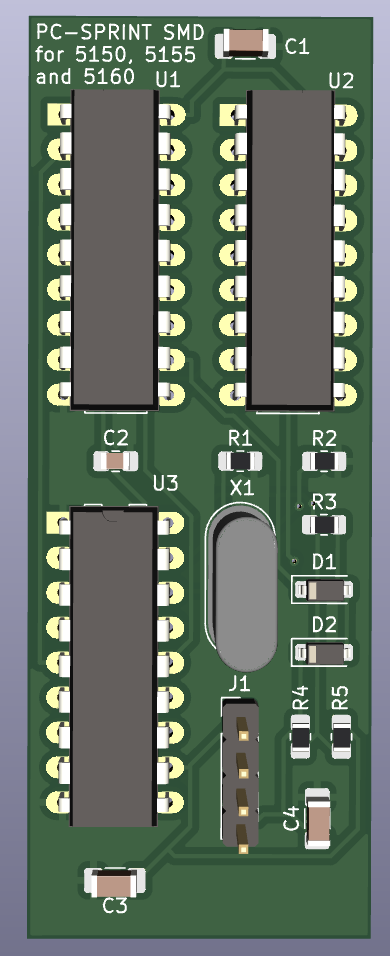 PC-SPRINT SMD
for 5150, 5155
and 5160
C1
U1
U2
C2
R1
R2
U3
X1
R3
D1
D2
J1
R4
R5
C4
C3